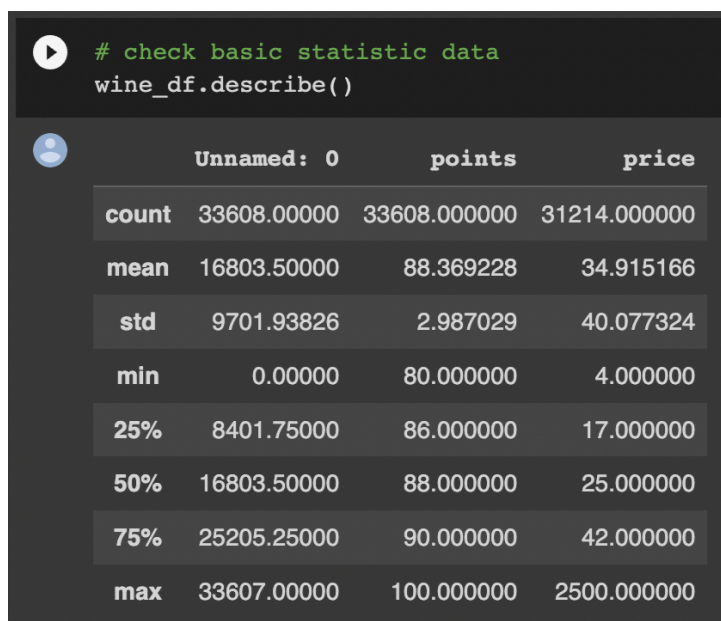 # check basic statistic data
wine_df.describe()
Unnamed: 0 points price
count 33608.00000 33608.000000 31214.000000
mean 16803.50000 88.369228 34.915166
std 9701.93826 2.987029 40.077324
min 0.00000 80.000000 4.000000
25% 8401.75000 86.000000 17.000000
50% 16803.50000 88.000000 25.000000
75% 25205.25000 90.000000 42.000000
max 33607.00000 100.000000 2500.000000